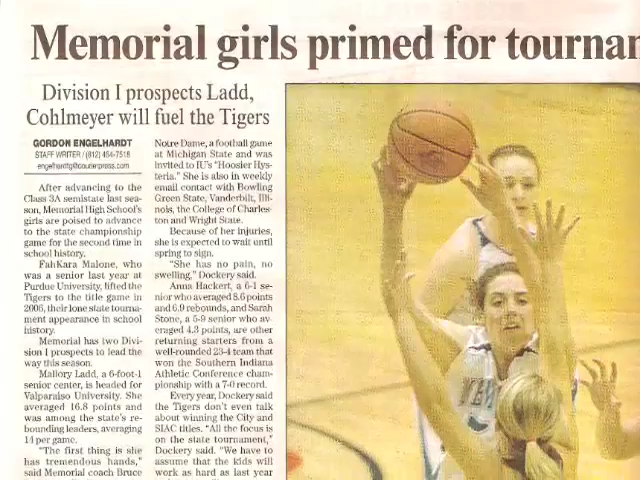 Memorial girls primed for tourna
Division I prospects Ladd,
Cohlmeyer will fuel the Tigers
GORDON ENGELHARDT
STAFF WRITER / (812) 464-7518
engelhardtg@courierpress.com
After advancing to the
Class 3A semistate last sea-
son, Memorial High School's
girls are poised to advance
to the state championship
game for the second time in
school history.
FahKara Malone, who
was a senior last year at
Purdue University, lifted the
Tigers to the title game in
2005, their lone state tourna-
ment appearance in school
history.
Memorial has two Divi-
sion I prospects to lead the
way this season.
Mallory Ladd, a 6-foot-1
senior center, is headed for
Valparaiso University. She
averaged 16.8 points and
was among the state's re-
bounding leaders, averaging
14 per game.
"The first thing is she
has tremendous hands,"
said Memorial coach Bruce
Notre Dame, a football game
at Michigan State and was
invited to IU's "Hoosier Hys-
teria." She is also in weekly
email contact with Bowling
Green State, Vanderbilt, Illi-
nois, the College of Charles-
ton and Wright State.
Because of her injuries,
she is expected to wait until
spring to sign.
"She has no pain, no
swelling," Dockery said.
Anna Hackert, a 6-1 se-
nior who averaged 8.6 points
and 6.9 rebounds, and Sarah
Stone, a 5-9 senior who av-
eraged 4.3 points, are other
returning starters from a
well-rounded 23-4 team that
won the Southern Indiana
Athletic Conference cham-
pionship with a 7-0 record.
Every year, Dockery said
the Tigers don't even talk
about winning the City and
SIAC titles. "All the focus is
on the state tournament,"
Dockery said. "We have to
assume that the kids will
work as hard as last year